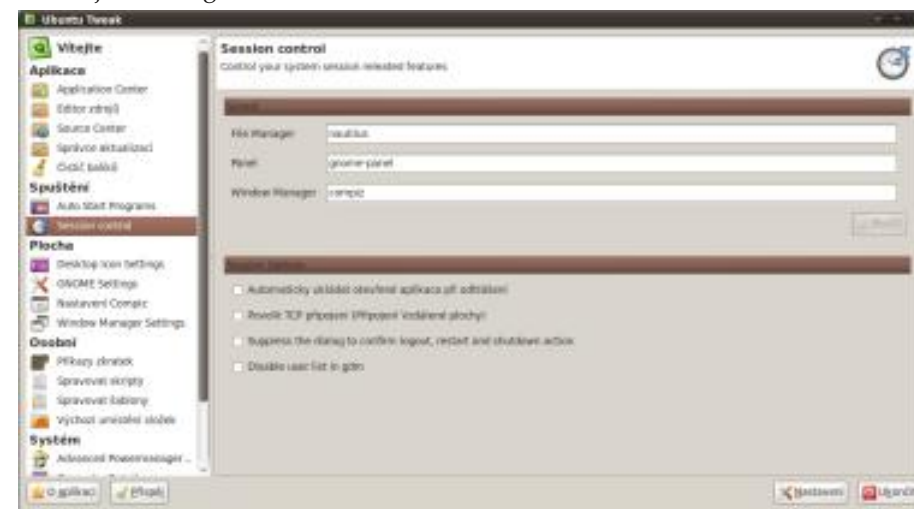 Ubuntu Tweak
Vítejte
Aplikace
Application Center
Editor zdrojů
Source Center
Správce aktualizací
Čistič balíků
Spuštění
Auto Start Programs
Session control
Plocha
Desktop Icon Settings
GNOME Settings
Nastavení Compiz
Window Manager Settings
Osobní
Příkazy zkratek
Spravovat skripty
Spravovat šablony
Výchozí umístění složek
Systém
Advanced Powermanager
Session control
Control your system session releated features
File Manager
nautilus
Panel
gnome-panel
Window Manager
compiz
Automaticky ukládat otevřené aplikace při odhlášení
Povolit TCP připojení (Připojení Vzdálené plochy)
Suppress the dialog to confirm logout, restart and shutdown action
Disable user list in gdm
O aplikaci
Přispěj
Nastavení
Ukončit